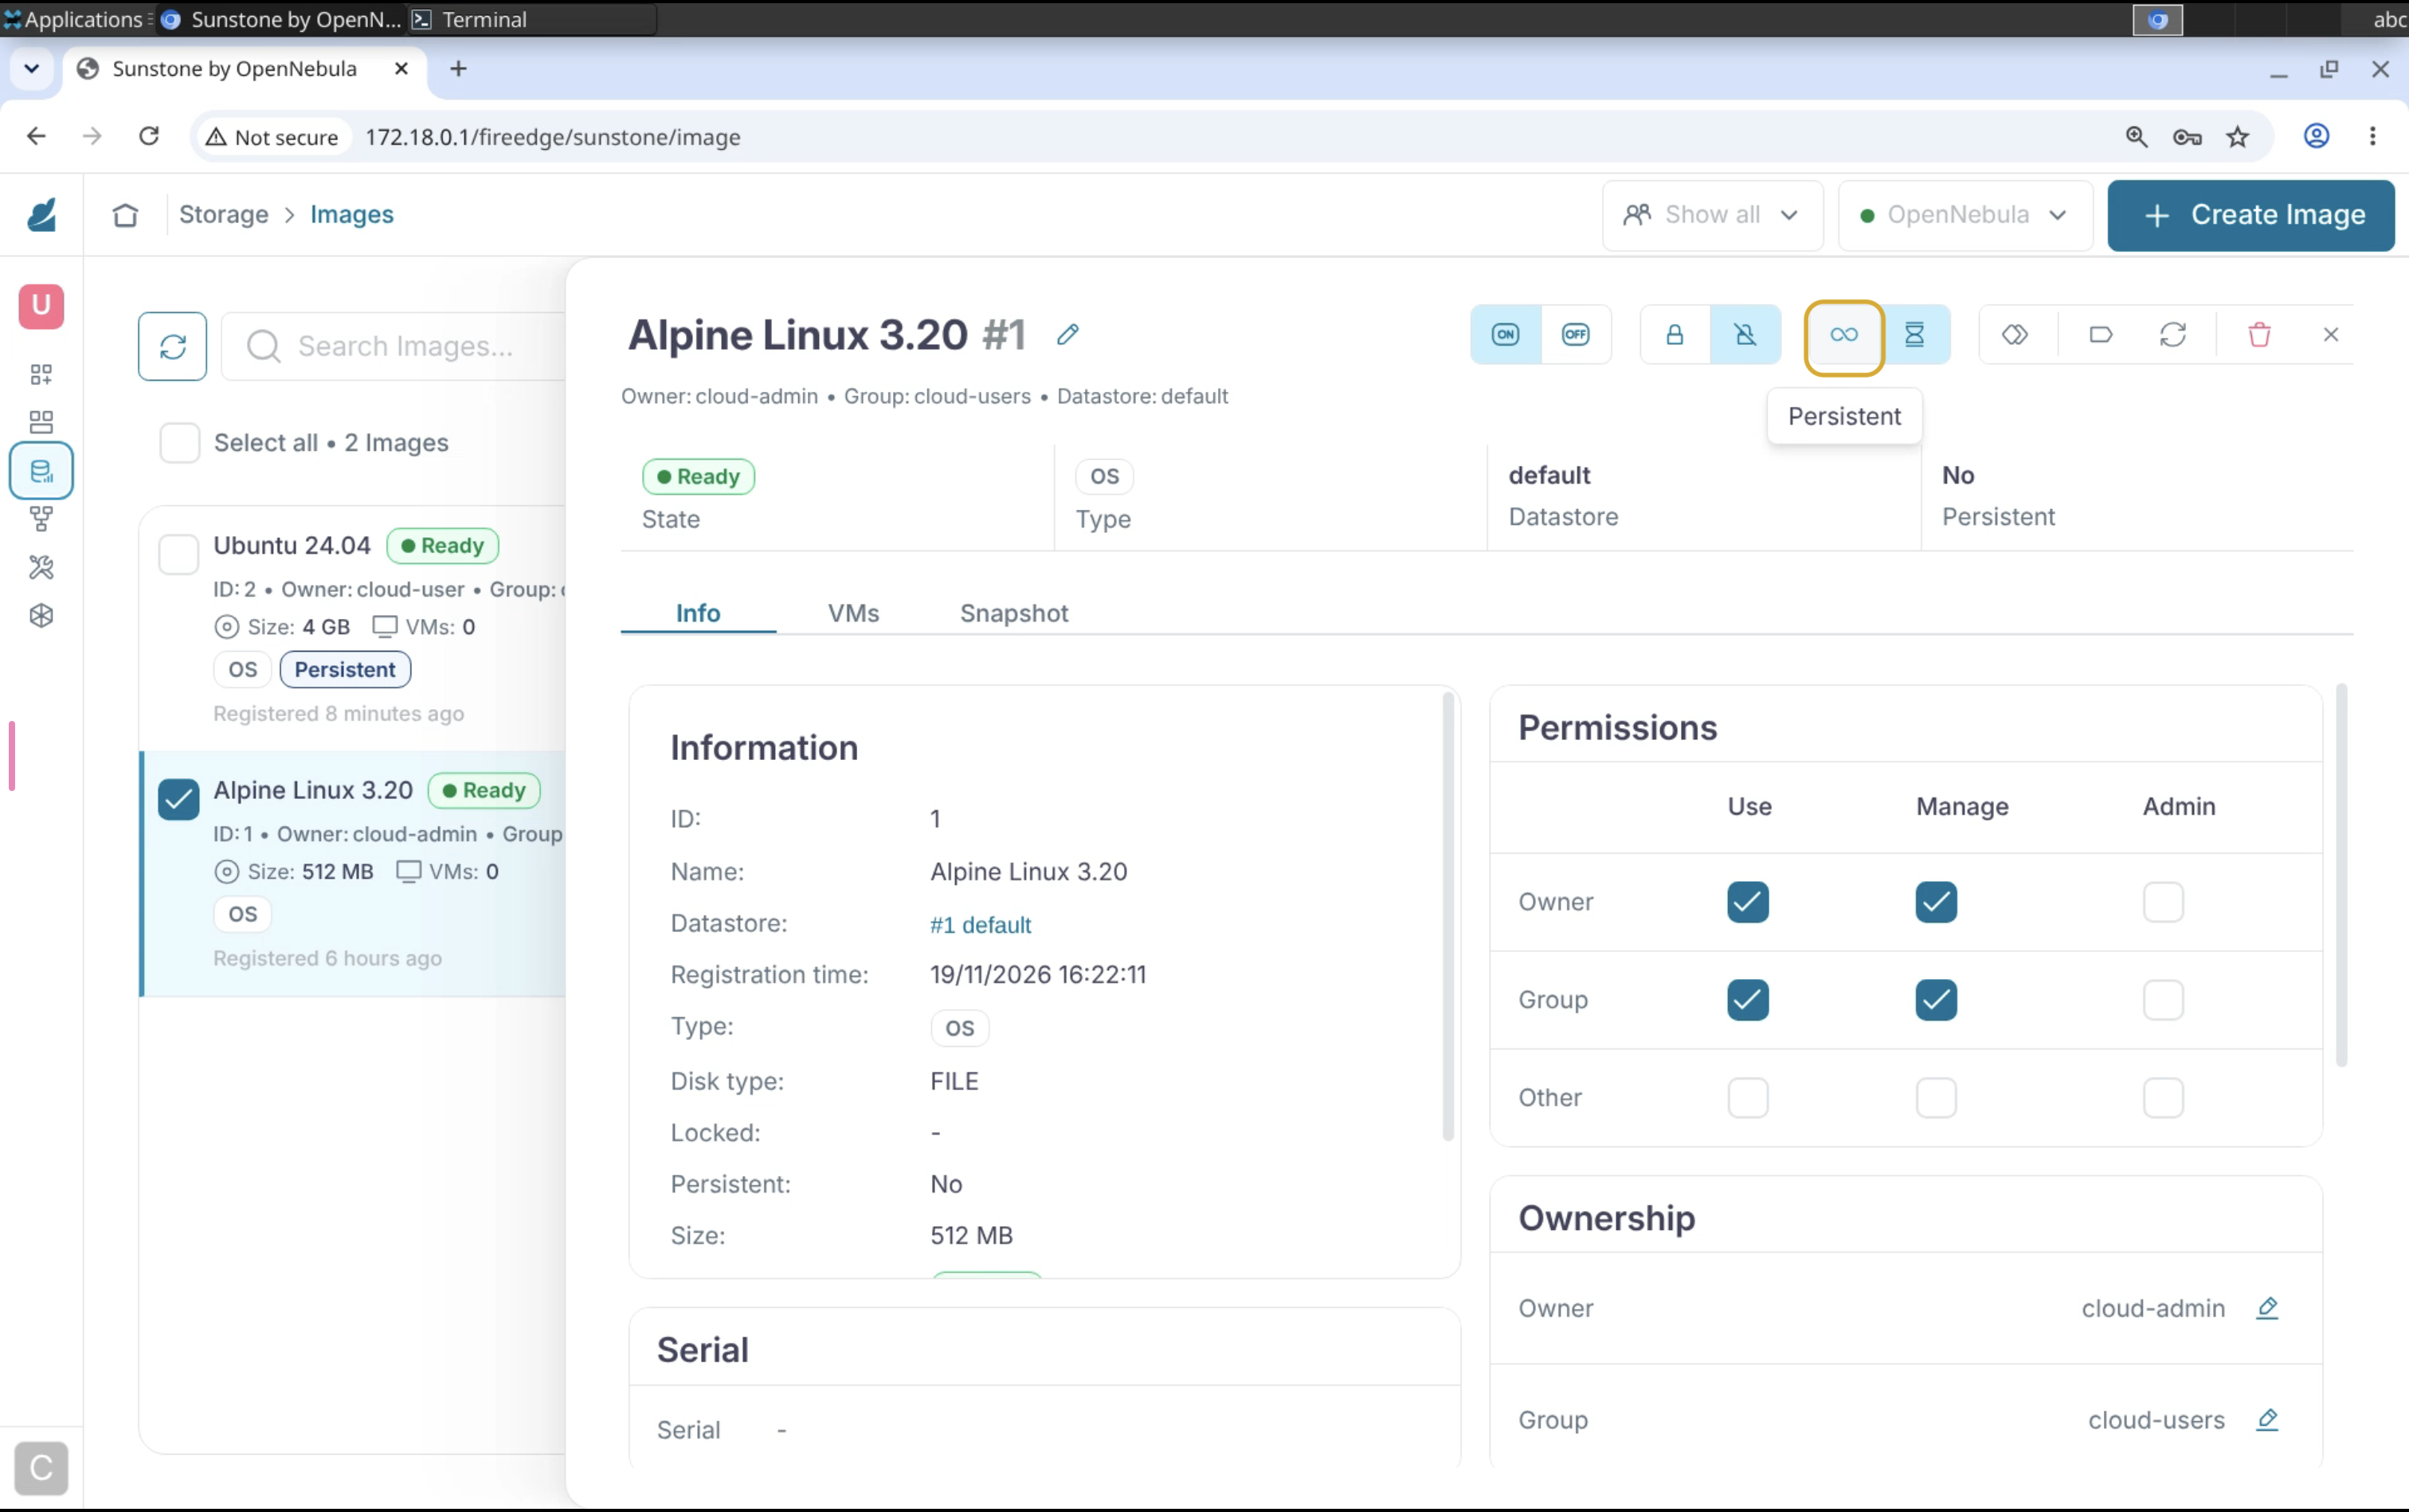 Applications
Sunstone by OpenN...
Terminal
abc
Sunstone by OpenNebula
Not secure
172.18.0.1/fireedge/sunstone/image
Storage > Images
Show all
OpenNebula
+ Create Image
U
Search Images...
Select all • 2 Images
Ubuntu 24.04
Ready
ID: 2 • Owner: cloud-user • Group:
Size: 4 GB
VMs: 0
OS
Persistent
Registered 8 minutes ago
Alpine Linux 3.20
Ready
ID: 1 • Owner: cloud-admin • Group
Size: 512 MB
VMs: 0
OS
Registered 6 hours ago
C
Alpine Linux 3.20 #1
ON
OFF
Persistent
Owner: cloud-admin • Group: cloud-users • Datastore: default
Ready
State
OS
Type
default
Datastore
No
Persistent
Info
VMs
Snapshot
Information
ID: 1
Name: Alpine Linux 3.20
Datastore: #1 default
Registration time: 19/11/2026 16:22:11
Type: OS
Disk type: FILE
Locked: -
Persistent: No
Size: 512 MB
Serial
Serial -
Permissions
Use Manage Admin
Owner
Group
Other
Ownership
Owner cloud-admin
Group cloud-users